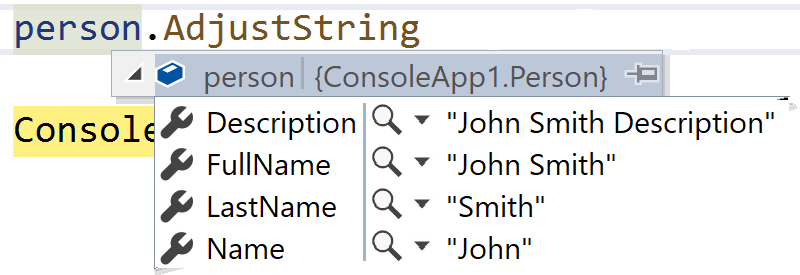 person.AdjustString
person {ConsoleApp1.Person}
Console
Description "John Smith Description"
FullName "John Smith"
LastName "Smith"
Name "John"